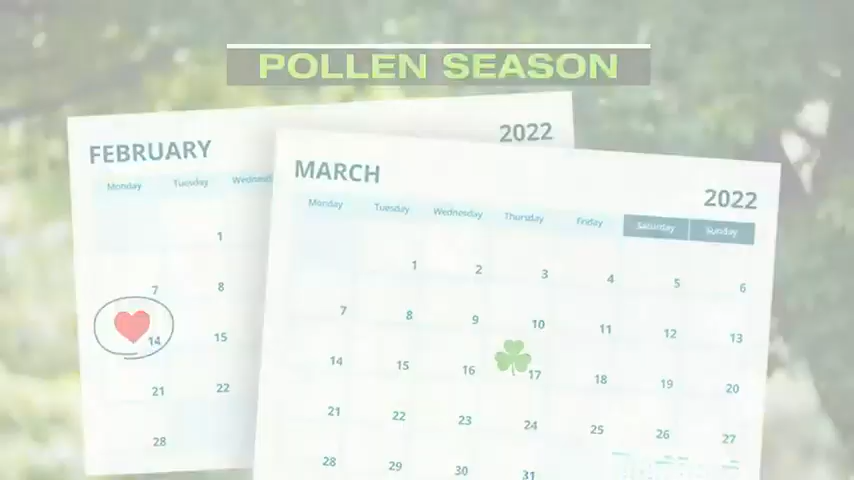 POLLEN SEASON
FEBRUARY 2022
Monday Tuesday
1
7 8
14 15
21 22
28
MARCH 2022
Monday Tuesday Wednesday Thursday Friday Saturday Sunday
1 2 3 4 5 6
7 8 9 10 11 12 13
14 15 16 17 18 19 20
21 22 23 24 25 26 27
28 29 30 31